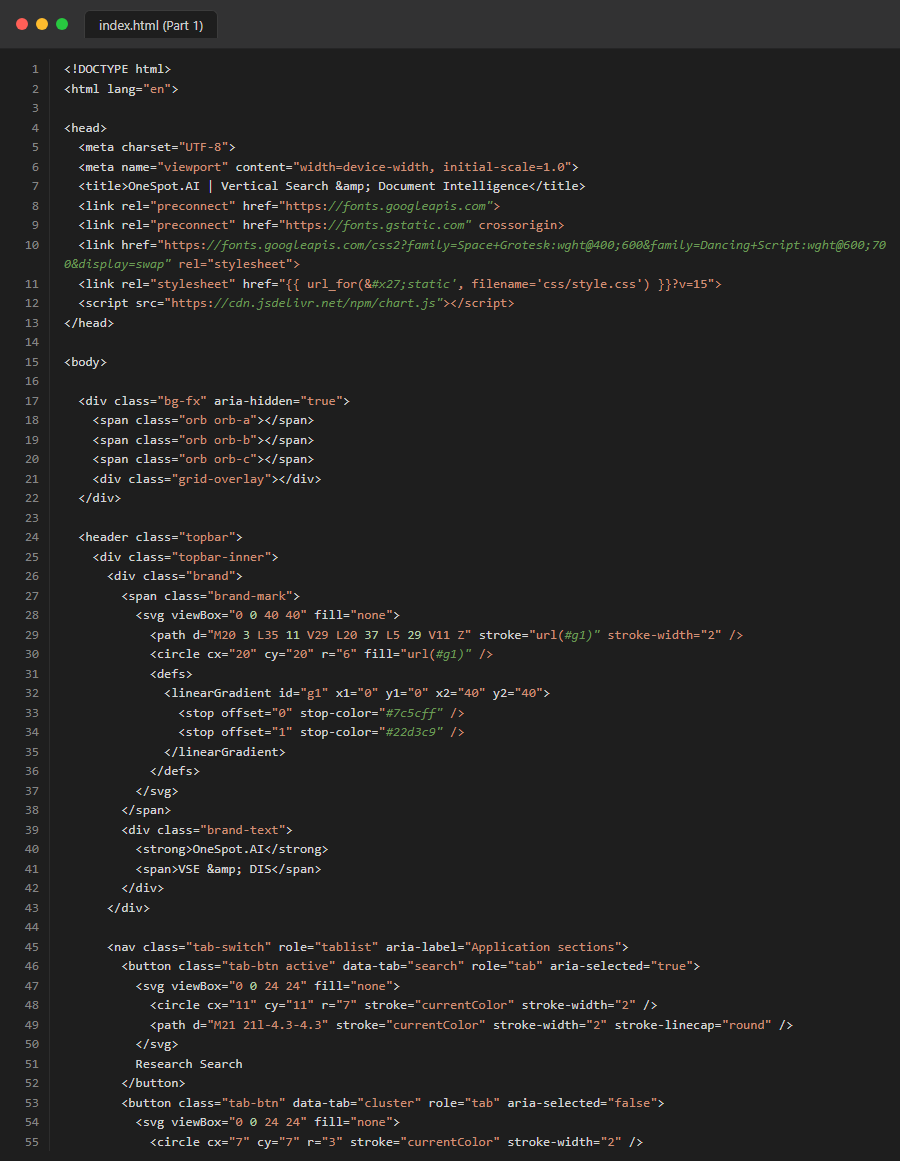 index.html (Part 1)
1 <!DOCTYPE html>
2 <html lang="en">
3
4 <head>
5   <meta charset="UTF-8">
6   <meta name="viewport" content="width=device-width, initial-scale=1.0">
7   <title>OneSpot.AI | Vertical Search &amp; Document Intelligence</title>
8   <link rel="preconnect" href="https://fonts.googleapis.com">
9   <link rel="preconnect" href="https://fonts.gstatic.com" crossorigin>
10   <link href="https://fonts.googleapis.com/css2?family=Space+Grotesk:wght@400;600&family=Dancing+Script:wght@600;70
0&display=swap" rel="stylesheet">
11   <link rel="stylesheet" href="{{ url_for(&#x27;static', filename='css/style.css') }}?v=15">
12   <script src="https://cdn.jsdelivr.net/npm/chart.js"></script>
13 </head>
14
15 <body>
16
17   <div class="bg-fx" aria-hidden="true">
18     <span class="orb orb-a"></span>
19     <span class="orb orb-b"></span>
20     <span class="orb orb-c"></span>
21     <div class="grid-overlay"></div>
22   </div>
23
24   <header class="topbar">
25     <div class="topbar-inner">
26       <div class="brand">
27         <span class="brand-mark">
28           <svg viewBox="0 0 40 40" fill="none">
29             <path d="M20 3 L35 11 V29 L20 37 L5 29 V11 Z" stroke="url(#g1)" stroke-width="2" />
30             <circle cx="20" cy="20" r="6" fill="url(#g1)" />
31             <defs>
32               <linearGradient id="g1" x1="0" y1="0" x2="40" y2="40">
33                 <stop offset="0" stop-color="#7c5cff" />
34                 <stop offset="1" stop-color="#22d3c9" />
35               </linearGradient>
36             </defs>
37           </svg>
38         </span>
39         <div class="brand-text">
40           <strong>OneSpot.AI</strong>
41           <span>VSE &amp; DIS</span>
42         </div>
43       </div>
44
45       <nav class="tab-switch" role="tablist" aria-label="Application sections">
46         <button class="tab-btn active" data-tab="search" role="tab" aria-selected="true">
47           <svg viewBox="0 0 24 24" fill="none">
48             <circle cx="11" cy="11" r="7" stroke="currentColor" stroke-width="2" />
49             <path d="M21 21l-4.3-4.3" stroke="currentColor" stroke-width="2" stroke-linecap="round" />
50           </svg>
51           Research Search
52         </button>
53         <button class="tab-btn" data-tab="cluster" role="tab" aria-selected="false">
54           <svg viewBox="0 0 24 24" fill="none">
55             <circle cx="7" cy="7" r="3" stroke="currentColor" stroke-width="2" />